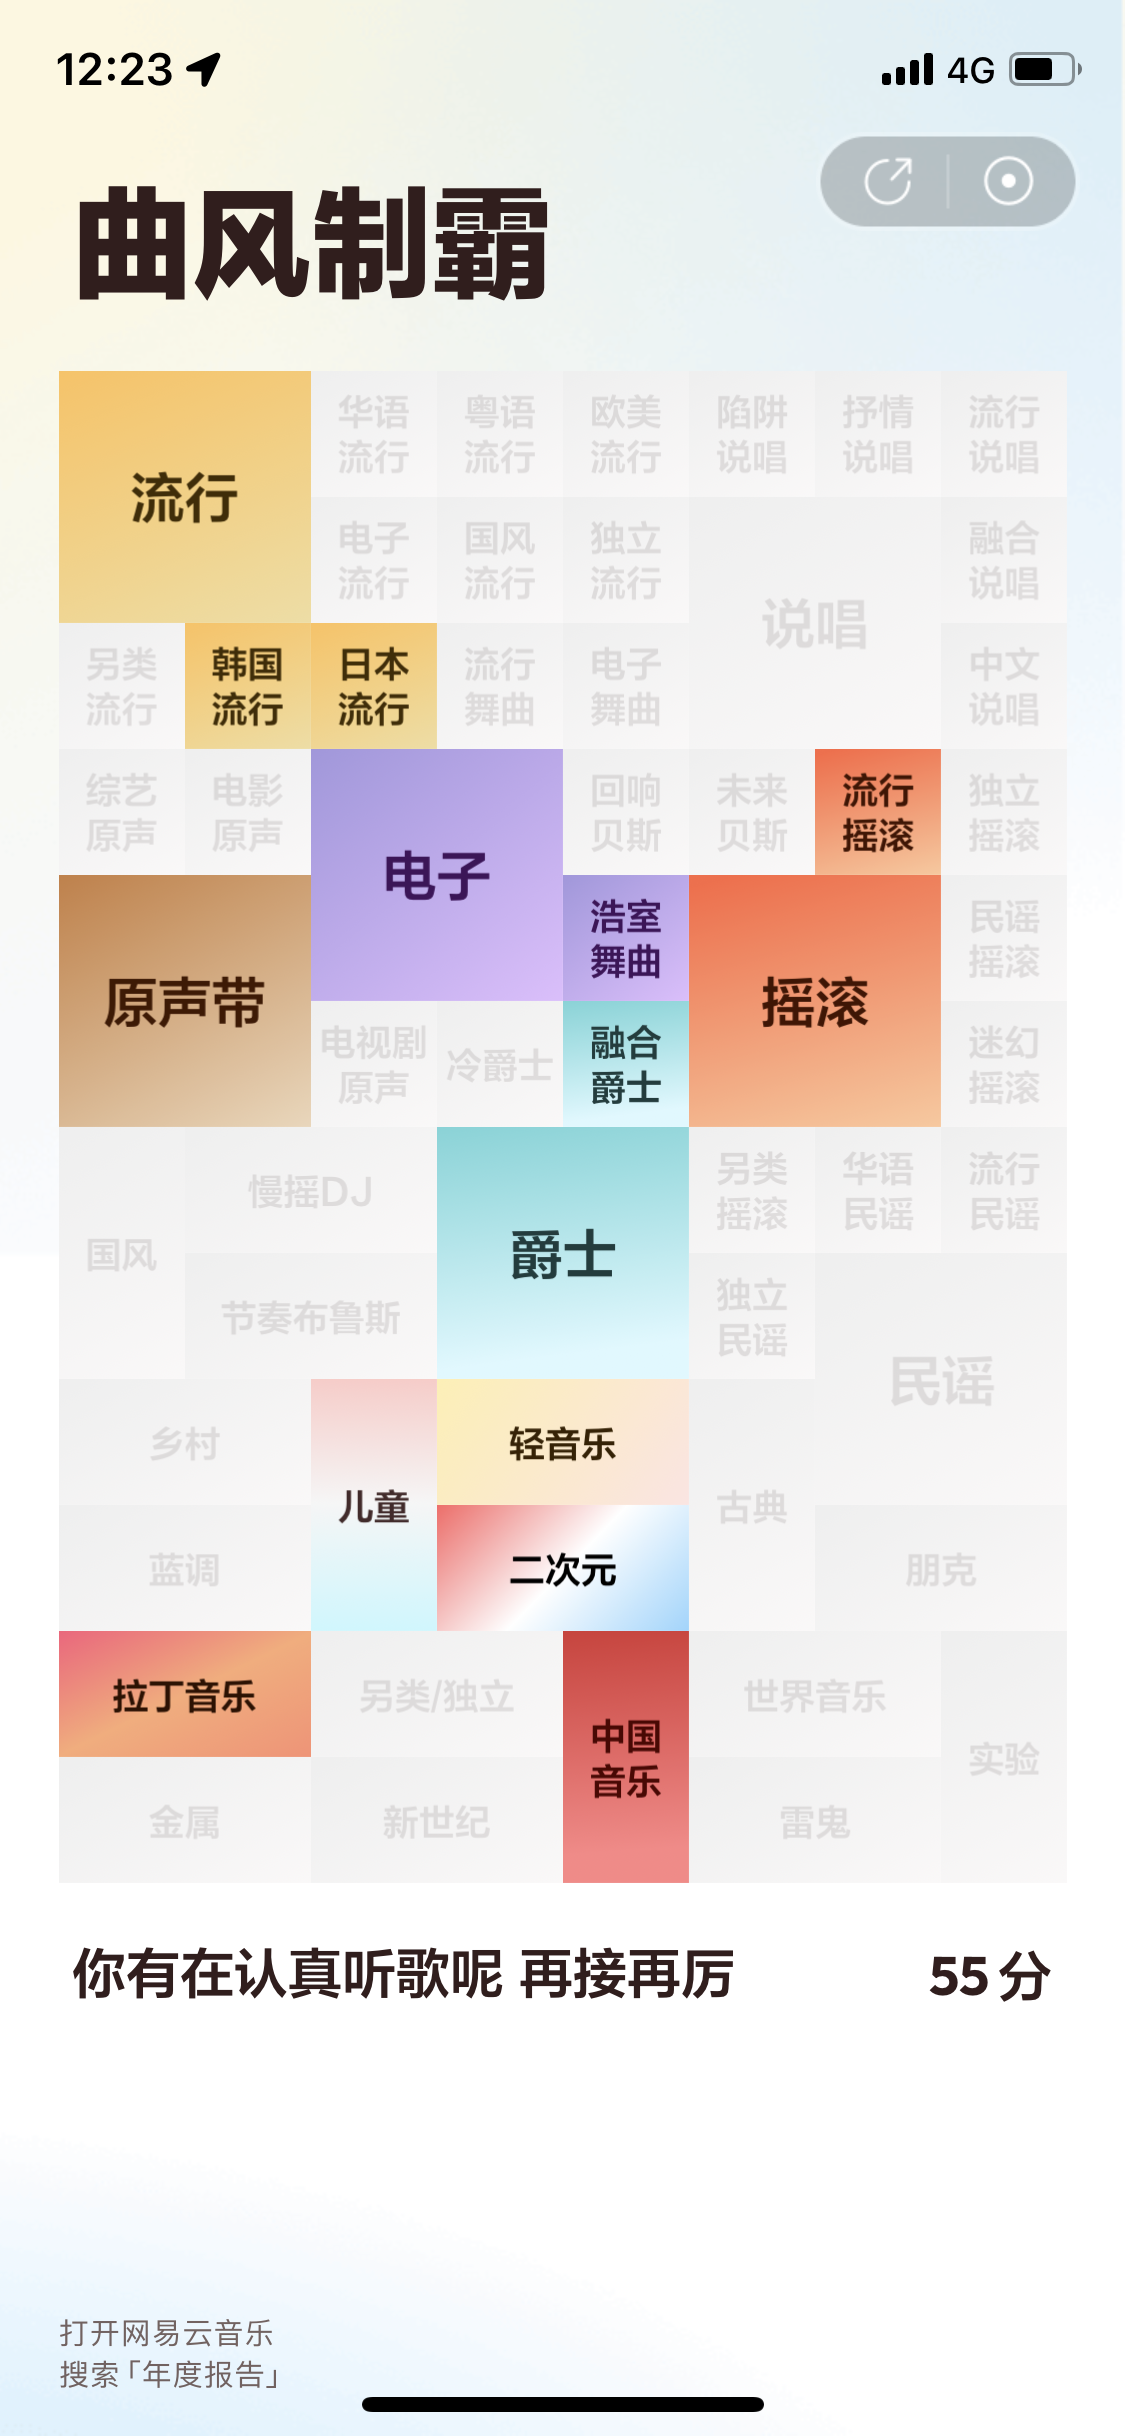 12:23
4G
曲风制霸
流行
华语
流行
粤语
流行
欧美
流行
陷阱
说唱
抒情
说唱
流行
说唱
电子
流行
国风
流行
独立
流行
说唱
融合
说唱
另类
流行
韩国
流行
日本
流行
流行
舞曲
电子
舞曲
中文
说唱
综艺
原声
电影
原声
电子
回响
贝斯
未来
贝斯
流行
摇滚
独立
摇滚
原声带
浩室
舞曲
摇滚
民谣
摇滚
电视剧
原声
冷爵士
融合
爵士
迷幻
摇滚
国风
慢摇DJ
爵士
另类
摇滚
华语
民谣
流行
民谣
节奏布鲁斯
独立
民谣
民谣
乡村
儿童
轻音乐
古典
蓝调
二次元
朋克
拉丁音乐
另类/独立
中国
音乐
世界音乐
实验
金属
新世纪
雷鬼
你有在认真听歌呢 再接再厉
55分
打开网易云音乐
搜索「年度报告」